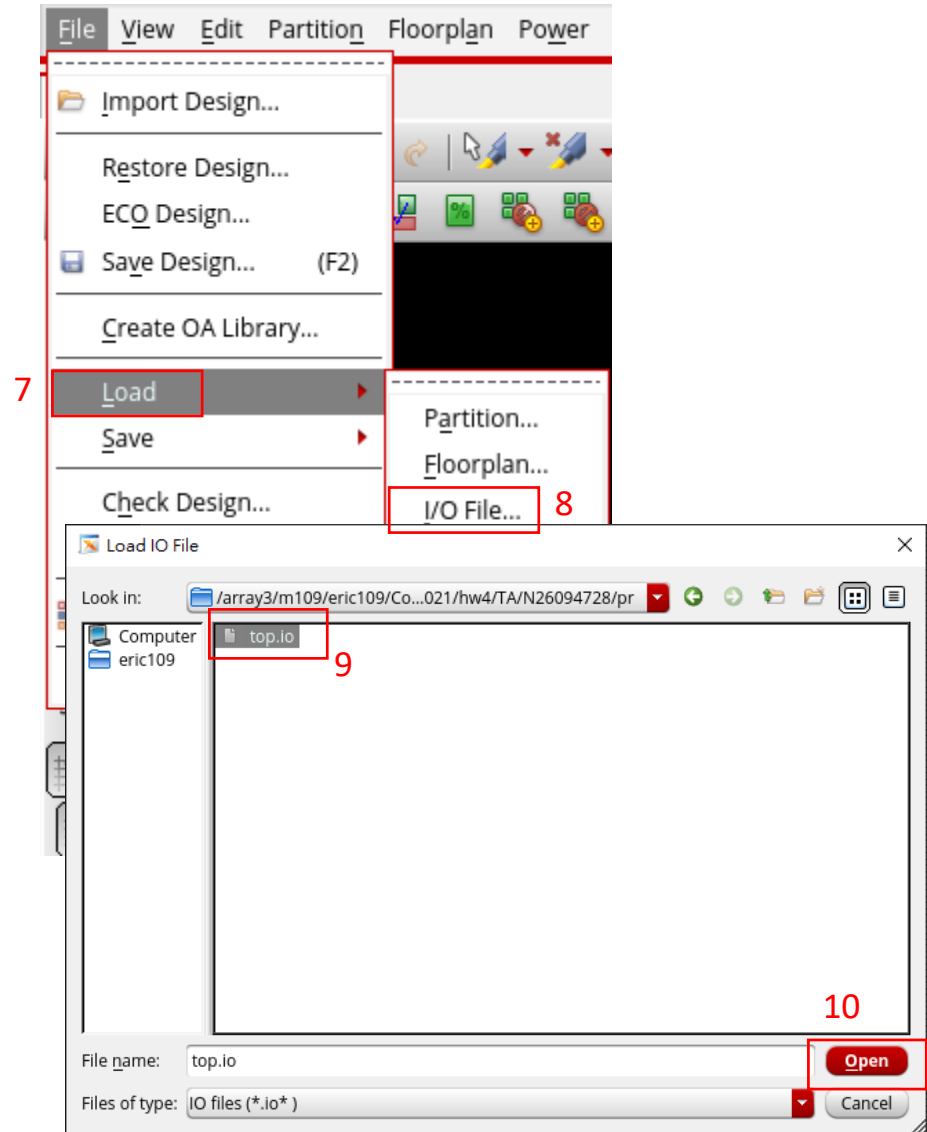 File View Edit Partition Floorplan Power
Import Design...
Restore Design...
ECO Design...
%
Save Design... (F2)
Create OA Library...
7
Load
Partition...
Save
Floorplan...
Check Design...
I/O File...
8
Load IO File
Look in: /array3/m109/eric109/Co...021/hw4/TA/N26094728/pr
Computer
eric109
top.io
9
10
File name: top.io
Open
Files of type: IO files (*.io* )
Cancel